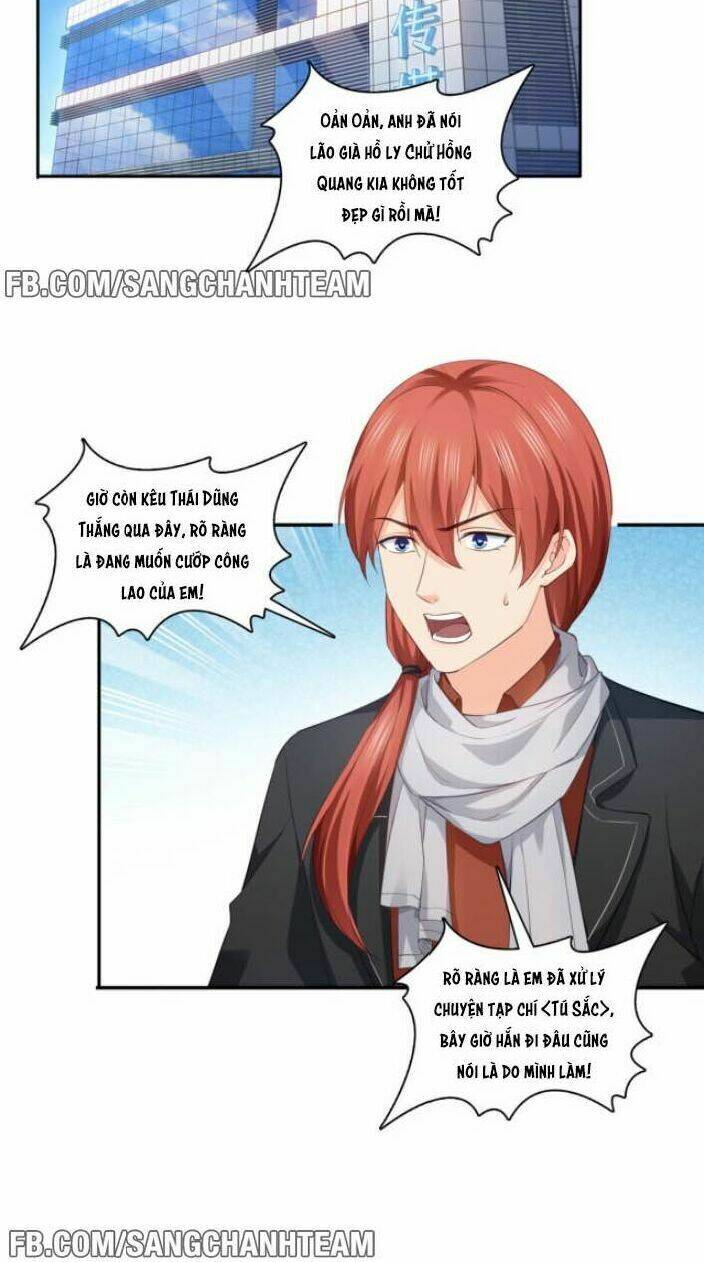 传媒
OẢN OẢN, ANH ĐÃ NÓI
LÃO GIÀ HỒ LY CHỬ HỒNG
QUANG KIA KHÔNG TỐT
ĐẸP GÌ RỒI MÀ!
FB.COM/SANGCHANHTEAM
GIỜ CÒN KÊU THÁI DŨNG
THẮNG QUA ĐÂY, RÕ RÀNG
LÀ ĐANG MUỐN CƯỚP CÔNG
LAO CỦA EM!
RÕ RÀNG LÀ EM ĐÃ XỬ LÝ
CHUYỆN TẠP CHÍ <TÚ SẮC>,
BÂY GIỜ HẮN ĐI ĐÂU CŨNG
NÓI LÀ DO MÌNH LÀM!
FB.COM/SANGCHANHTEAM